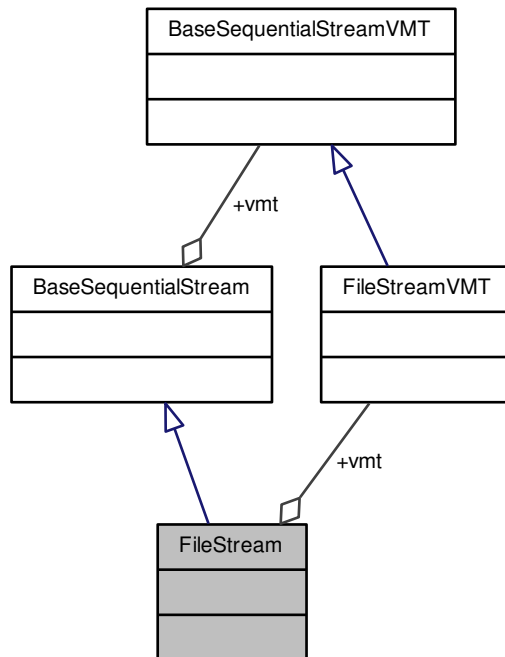 BaseSequentialStreamVMT
+vmt
BaseSequentialStream
FileStreamVMT
+vmt
FileStream